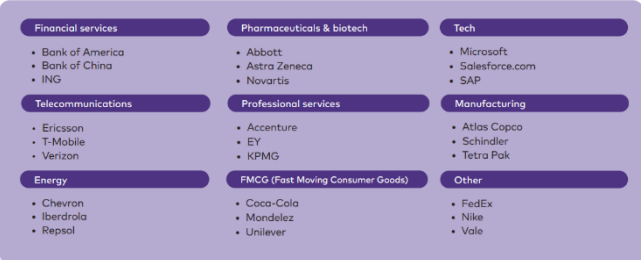 Financial services
• Bank of America
• Bank of China
• ING
Pharmaceuticals & biotech
• Abbott
• Astra Zeneca
• Novartis
Tech
• Microsoft
• Salesforce.com
• SAP
Telecommunications
• Ericsson
• T-Mobile
• Verizon
Professional services
• Accenture
• EY
• KPMG
Manufacturing
• Atlas Copco
• Schindler
• Tetra Pak
Energy
• Chevron
• Iberdrola
• Repsol
FMCG (Fast Moving Consumer Goods)
• Coca-Cola
• Mondelez
• Unilever
Other
• FedEx
• Nike
• Vale